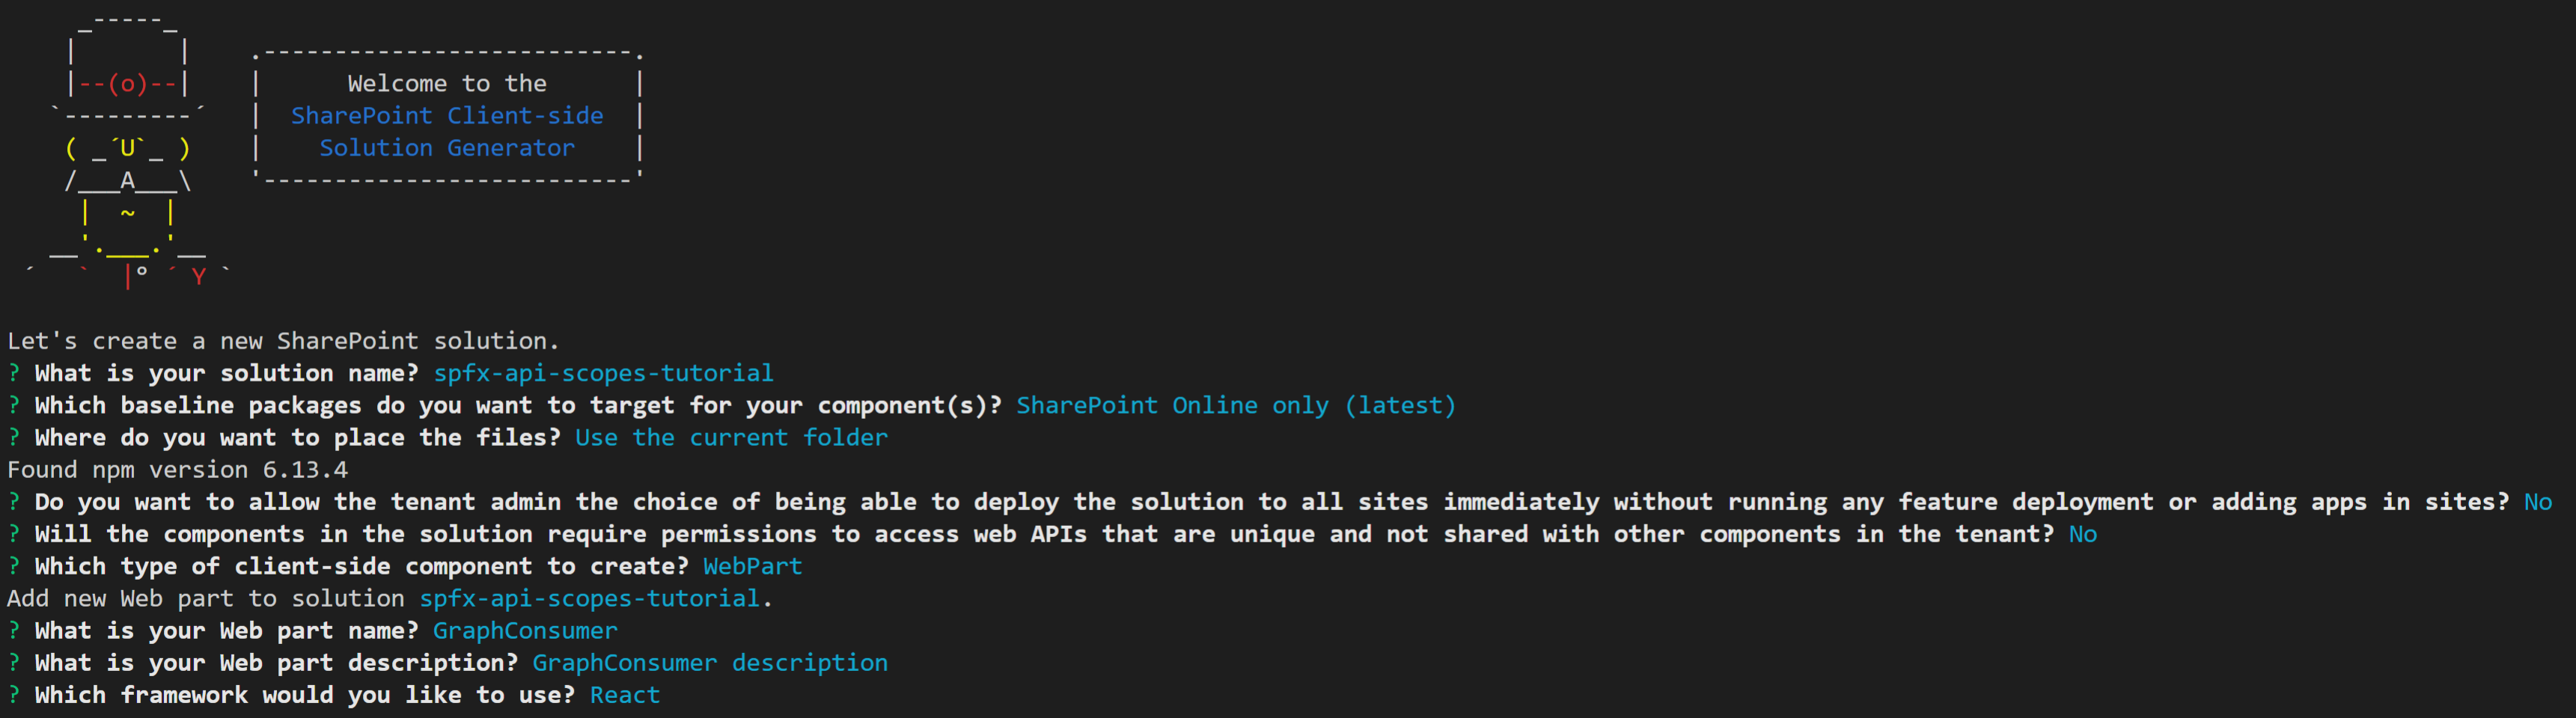 _-----_
    |       |    .--------------------------.
    |--(o)--|    |      Welcome to the      |
   `---------´   |  SharePoint Client-side  |
    ( _´U`_ )    |    Solution Generator    |
    /___A___\    '--------------------------'
     |  ~  |
   __'.___.'__
 ´   `  |° ´ Y `
Let's create a new SharePoint solution.
? What is your solution name? spfx-api-scopes-tutorial
? Which baseline packages do you want to target for your component(s)? SharePoint Online only (latest)
? Where do you want to place the files? Use the current folder
Found npm version 6.13.4
? Do you want to allow the tenant admin the choice of being able to deploy the solution to all sites immediately without running any feature deployment or adding apps in sites? No
? Will the components in the solution require permissions to access web APIs that are unique and not shared with other components in the tenant? No
? Which type of client-side component to create? WebPart
Add new Web part to solution spfx-api-scopes-tutorial.
? What is your Web part name? GraphConsumer
? What is your Web part description? GraphConsumer description
? Which framework would you like to use? React